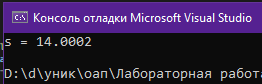 Консоль отладки Microsoft Visual Studio
s = 14.0002
D:\d\уник\оап\Лабораторная работа